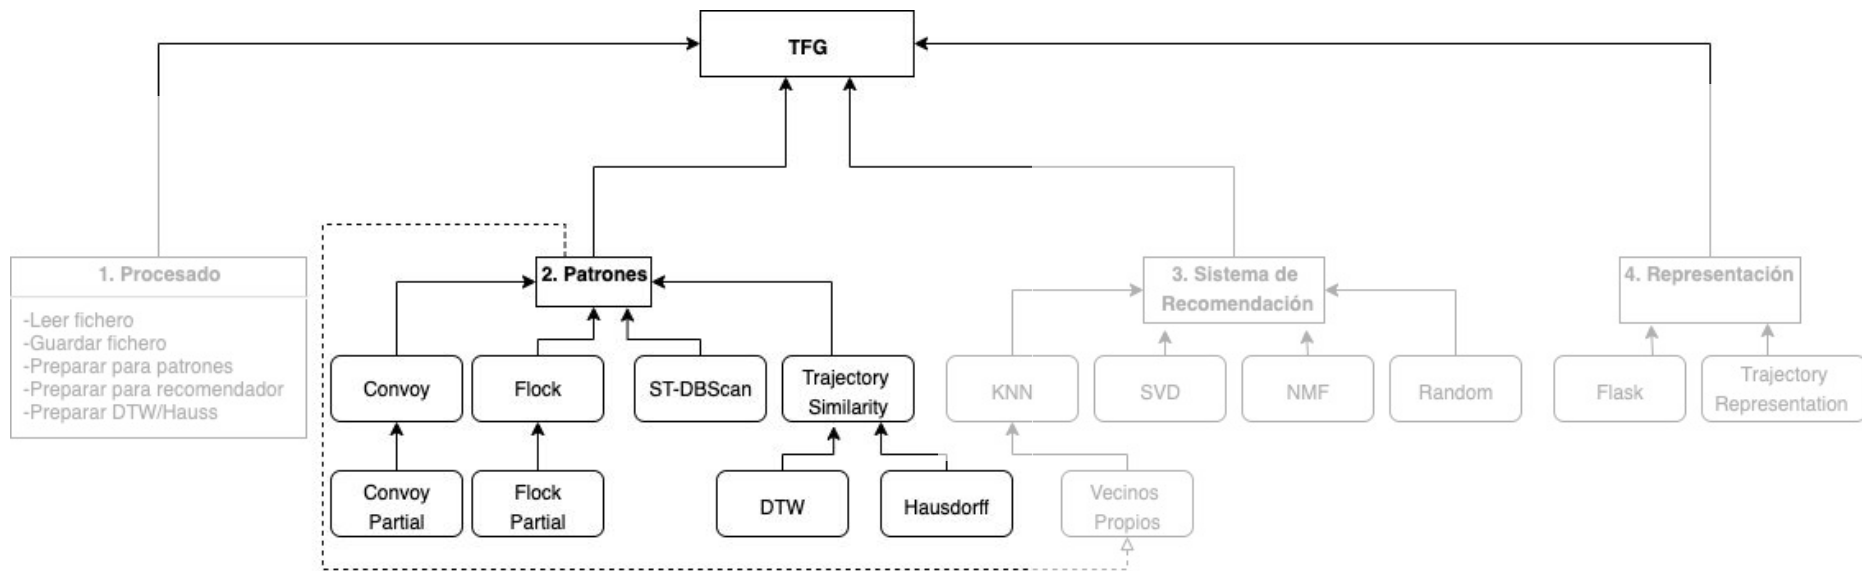 TFG
1. Procesado
-Leer fichero
-Guardar fichero
-Preparar para patrones
-Preparar para recomendador
-Preparar DTW/Hauss
2. Patrones
Convoy
Flock
ST-DBScan
Trajectory
Similarity
Convoy
Partial
Flock
Partial
DTW
Hausdorff
3. Sistema de
Recomendación
KNN
SVD
NMF
Random
Vecinos
Propios
4. Representación
Flask
Trajectory
Representation